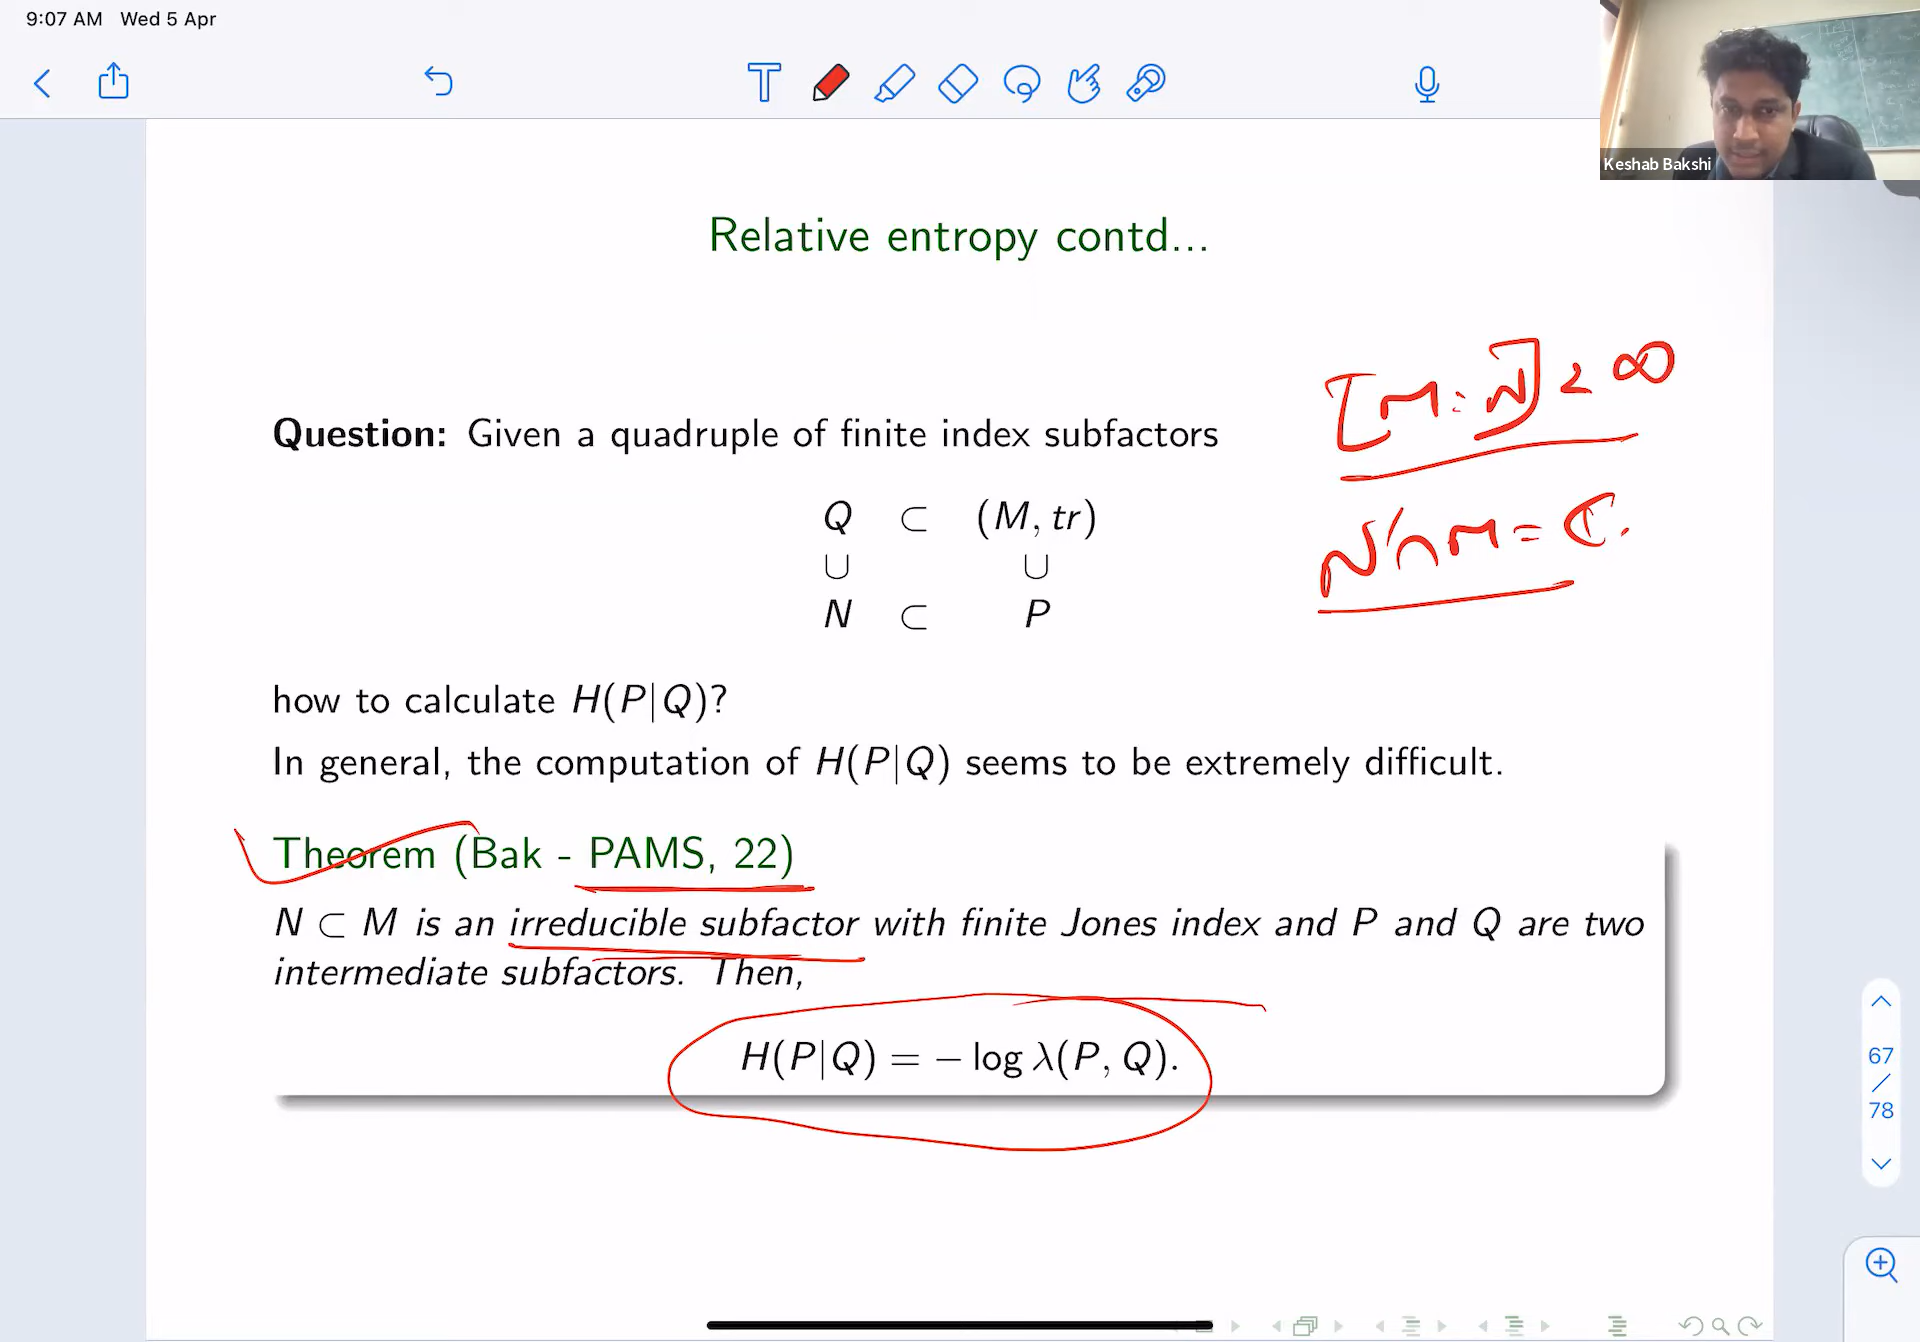 9:07 AM Wed 5 Apr
T
Keshab Bakshi
Relative entropy contd...
[M:N] < ∞
Question: Given a quadruple of finite index subfactors
Q ⊂ (M, tr)
∪ ∪
N ⊂ P
N'∩M = ℂ.
how to calculate H(P|Q)?
In general, the computation of H(P|Q) seems to be extremely difficult.
Theorem (Bak - PAMS, 22)
N ⊂ M is an irreducible subfactor with finite Jones index and P and Q are two
intermediate subfactors. Then,
H(P|Q) = − log λ(P, Q).
67
/
78